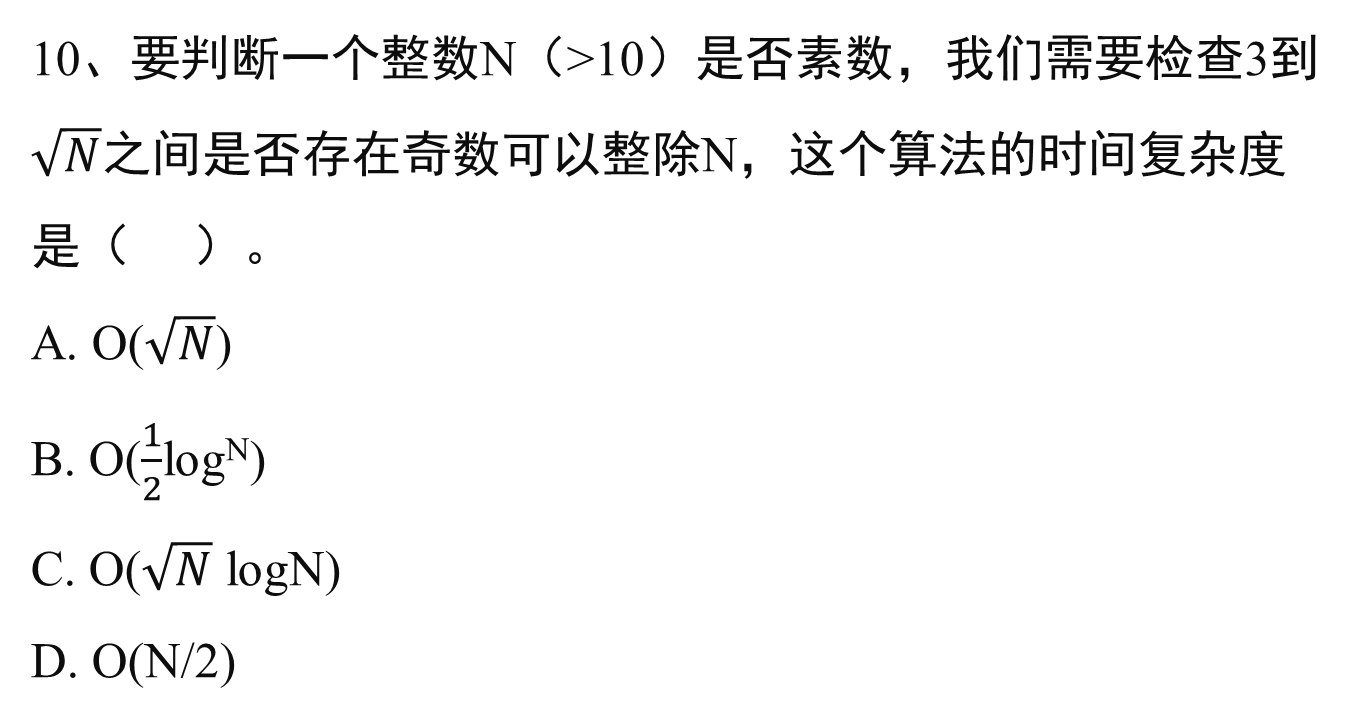 10、要判断一个整数N（>10）是否素数，我们需要检查3到
√N之间是否存在奇数可以整除N，这个算法的时间复杂度
是（ ）。
A. O(√N)
B. O(1/2logᴺ)
C. O(√N logN)
D. O(N/2)